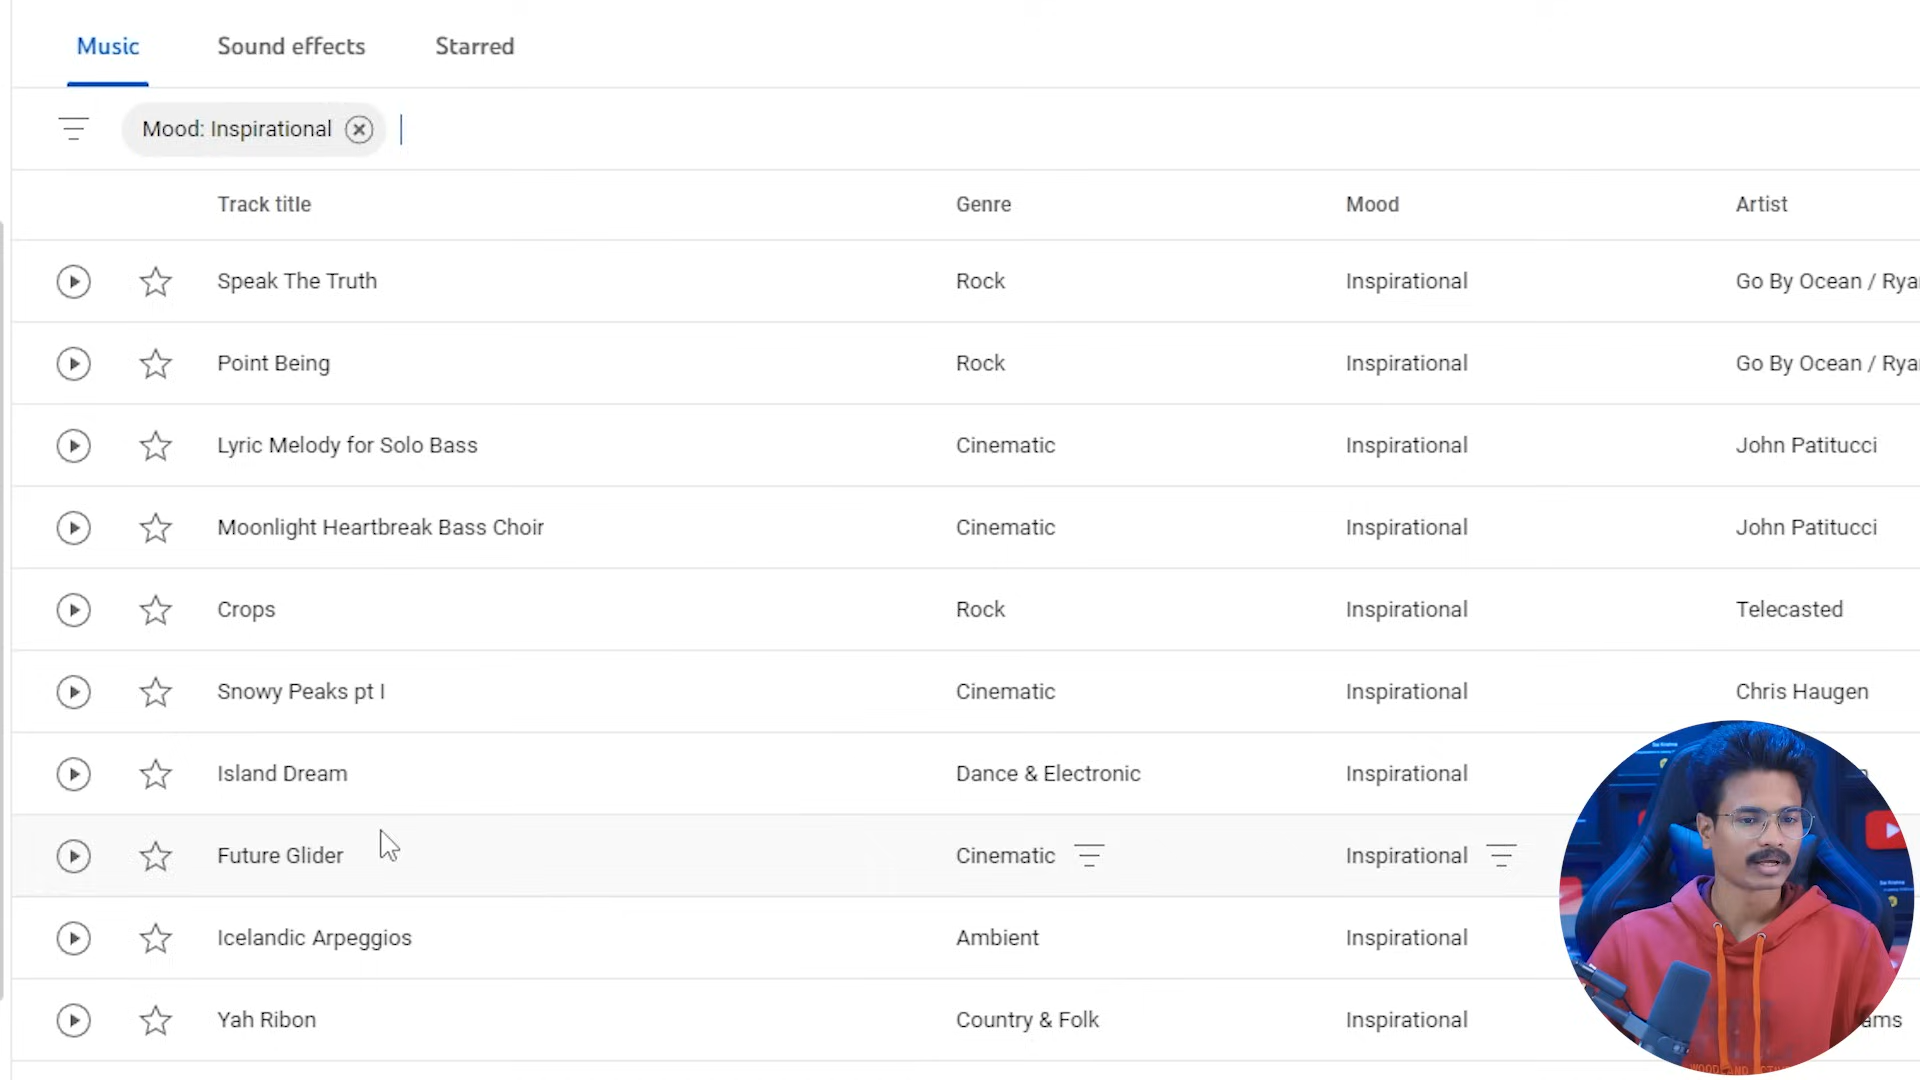 Music Sound effects Starred
Mood: Inspirational
Track title Genre Mood Artist
Speak The Truth Rock Inspirational Go By Ocean / Rya
Point Being Rock Inspirational Go By Ocean / Rya
Lyric Melody for Solo Bass Cinematic Inspirational John Patitucci
Moonlight Heartbreak Bass Choir Cinematic Inspirational John Patitucci
Crops Rock Inspirational Telecasted
Snowy Peaks pt I Cinematic Inspirational Chris Haugen
Island Dream Dance & Electronic Inspirational
Future Glider Cinematic Inspirational
Icelandic Arpeggios Ambient Inspirational
Yah Ribon Country & Folk Inspirational ams